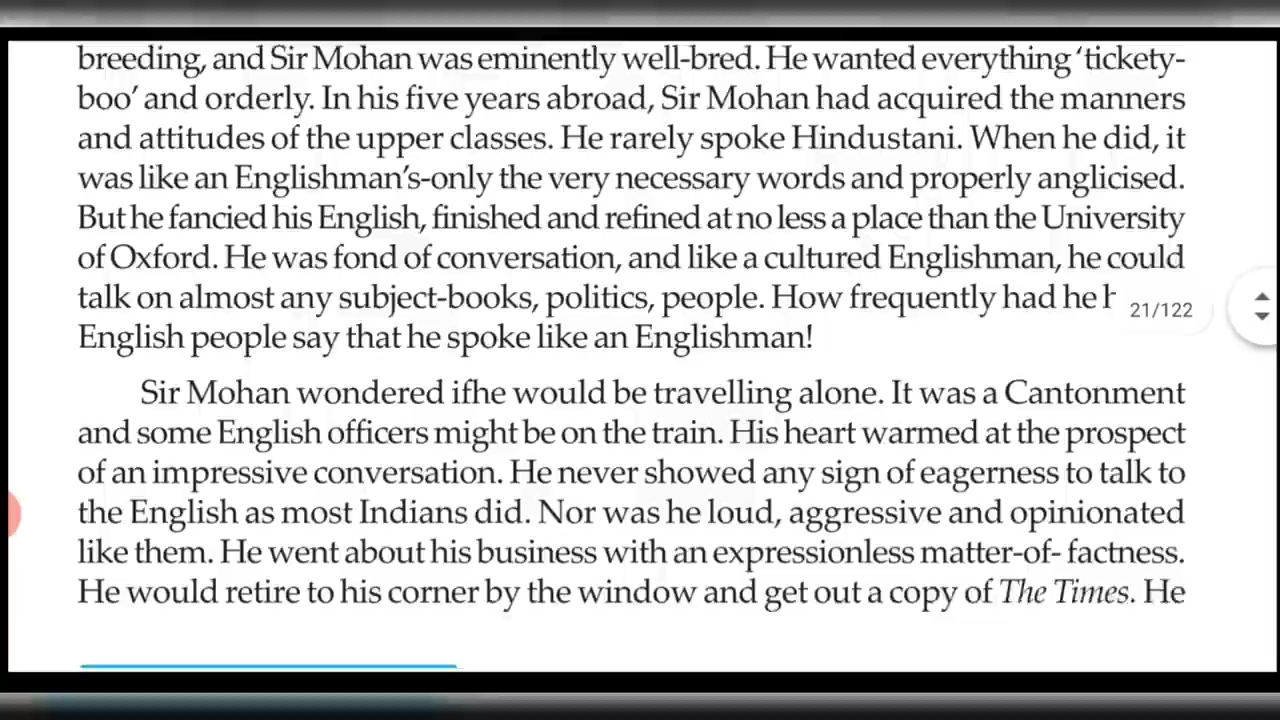 breeding, and Sir Mohan was eminently well-bred. He wanted everything ‘tickety-
boo’ and orderly. In his five years abroad, Sir Mohan had acquired the manners
and attitudes of the upper classes. He rarely spoke Hindustani. When he did, it
was like an Englishman’s-only the very necessary words and properly anglicised.
But he fancied his English, finished and refined at no less a place than the University
of Oxford. He was fond of conversation, and like a cultured Englishman, he could
talk on almost any subject-books, politics, people. How frequently had he
21/122
English people say that he spoke like an Englishman!
Sir Mohan wondered ifhe would be travelling alone. It was a Cantonment
and some English officers might be on the train. His heart warmed at the prospect
of an impressive conversation. He never showed any sign of eagerness to talk to
the English as most Indians did. Nor was he loud, aggressive and opinionated
like them. He went about his business with an expressionless matter-of- factness.
He would retire to his corner by the window and get out a copy of The Times. He